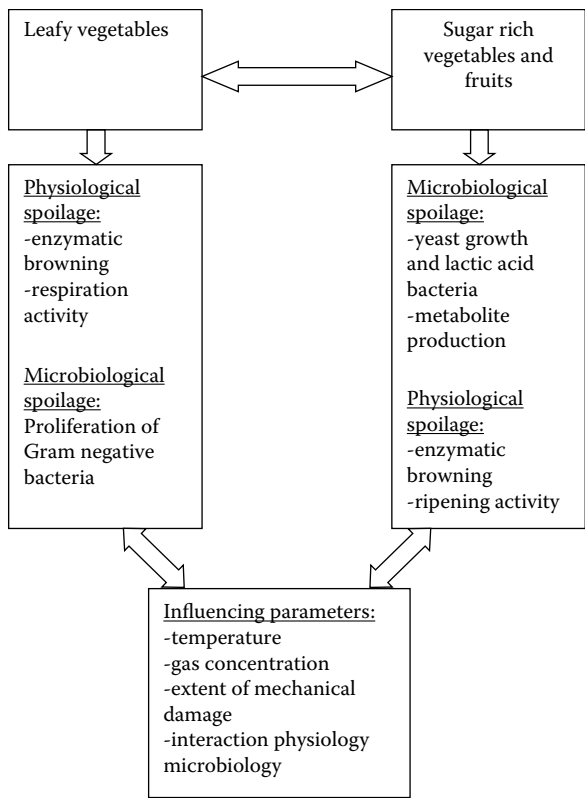 Leafy vegetables
Sugar rich
vegetables and
fruits
Physiological
spoilage:
-enzymatic
browning
-respiration
activity
Microbiological
spoilage:
Proliferation of
Gram negative
bacteria
Microbiological
spoilage:
-yeast growth
and lactic acid
bacteria
-metabolite
production
Physiological
spoilage:
-enzymatic
browning
-ripening activity
Influencing parameters:
-temperature
-gas concentration
-extent of mechanical
damage
-interaction physiology
microbiology